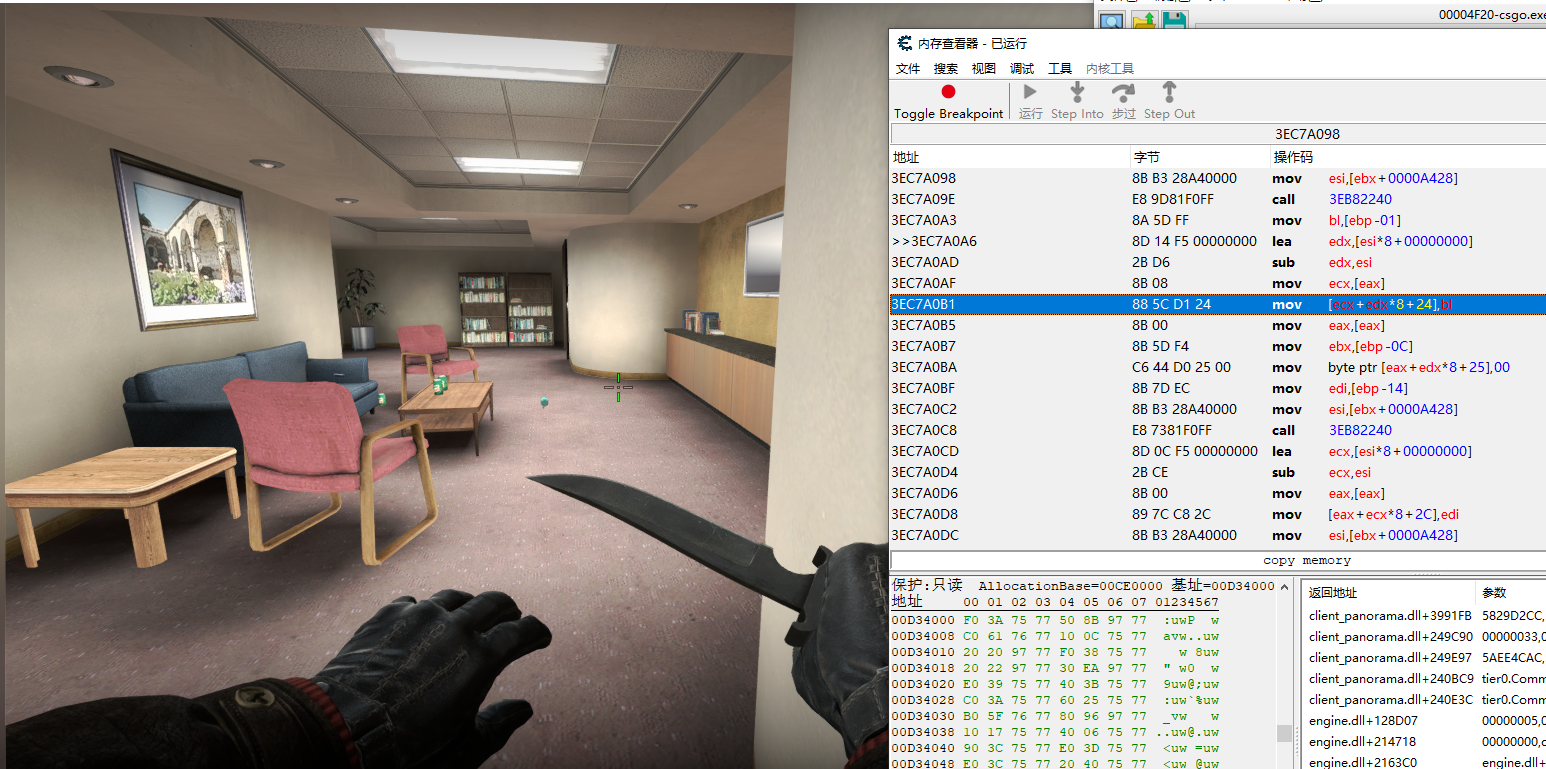 00004F20-csgo.exe
内存查看器 - 已运行
文件 搜索 视图 调试 工具 内核工具
Toggle Breakpoint 运行 Step Into 步过 Step Out
3EC7A098
地址 字节 操作码
3EC7A098 8B B3 28A40000 mov esi,[ebx+0000A428]
3EC7A09E E8 9D81F0FF call 3EB82240
3EC7A0A3 8A 5D FF mov bl,[ebp-01]
>>3EC7A0A6 8D 14 F5 00000000 lea edx,[esi*8+00000000]
3EC7A0AD 2B D6 sub edx,esi
3EC7A0AF 8B 08 mov ecx,[eax]
3EC7A0B1 88 5C D1 24 mov [ecx+edx*8+24],bl
3EC7A0B5 8B 00 mov eax,[eax]
3EC7A0B7 8B 5D F4 mov ebx,[ebp-0C]
3EC7A0BA C6 44 D0 25 00 mov byte ptr [eax+edx*8+25],00
3EC7A0BF 8B 7D EC mov edi,[ebp-14]
3EC7A0C2 8B B3 28A40000 mov esi,[ebx+0000A428]
3EC7A0C8 E8 7381F0FF call 3EB82240
3EC7A0CD 8D 0C F5 00000000 lea ecx,[esi*8+00000000]
3EC7A0D4 2B CE sub ecx,esi
3EC7A0D6 8B 00 mov eax,[eax]
3EC7A0D8 89 7C C8 2C mov [eax+ecx*8+2C],edi
3EC7A0DC 8B B3 28A40000 mov esi,[ebx+0000A428]
copy memory
保护:只读 AllocationBase=00CE0000 基址=00D34000
地址 00 01 02 03 04 05 06 07 01234567
00D34000 F0 3A 75 77 50 8B 97 77 :uwP w
00D34008 C0 61 76 77 10 0C 75 77 avw..uw
00D34010 20 20 97 77 F0 38 75 77 w 8uw
00D34018 20 22 97 77 30 EA 97 77 " w0 w
00D34020 E0 39 75 77 40 3B 75 77 9uw@;uw
00D34028 C0 3A 75 77 60 25 75 77 :uw`%uw
00D34030 B0 5F 76 77 80 96 97 77 _vw w
00D34038 10 17 75 77 40 06 75 77 ..uw@.uw
00D34040 90 3C 75 77 E0 3D 75 77 <uw =uw
00D34048 E0 3C 75 77 20 40 75 77 <uw @uw
返回地址 参数
client_panorama.dll+3991FB 5829D2CC,
client_panorama.dll+249C90 00000033,0
client_panorama.dll+249E97 5AEE4CAC,
client_panorama.dll+240BC9 tier0.Comm
client_panorama.dll+240E3C tier0.Comm
engine.dll+128D07 00000005,0
engine.dll+214718 00000000,c
engine.dll+2163C0 engine.dll+